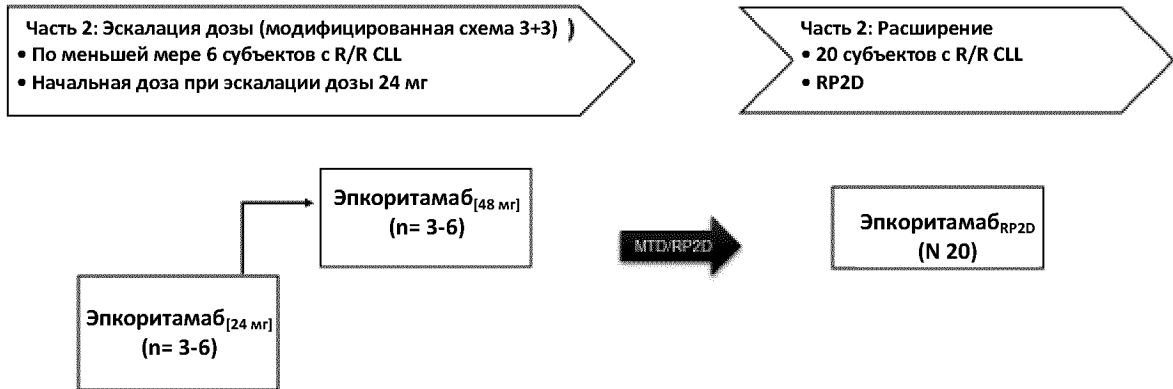 Часть 2: Эскалация дозы (модифицированная схема 3+3) )
• По меньшей мере 6 субъектов с R/R CLL
• Начальная доза при эскалации дозы 24 мг
Часть 2: Расширение
• 20 субъектов с R/R CLL
• RP2D
Эпкоритамаб[48 мг]
(n= 3-6)
MTD/RP2D
ЭпкоритамабRP2D
(N 20)
Эпкоритамаб[24 мг]
(n= 3-6)